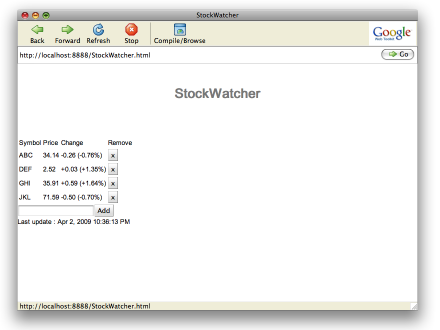 StockWatcher
Back Forward Refresh Stop Compile/Browse
Google
Web Toolkit
http://localhost:8888/StockWatcher.html Go
StockWatcher
Symbol Price Change Remove
ABC 34.14 -0.26 (-0.76%) x
DEF 2.52 +0.03 (+1.35%) x
GHI 35.91 +0.59 (+1.64%) x
JKL 71.59 -0.50 (-0.70%) x
Add
Last update : Apr 2, 2009 10:36:13 PM
http://localhost:8888/StockWatcher.html